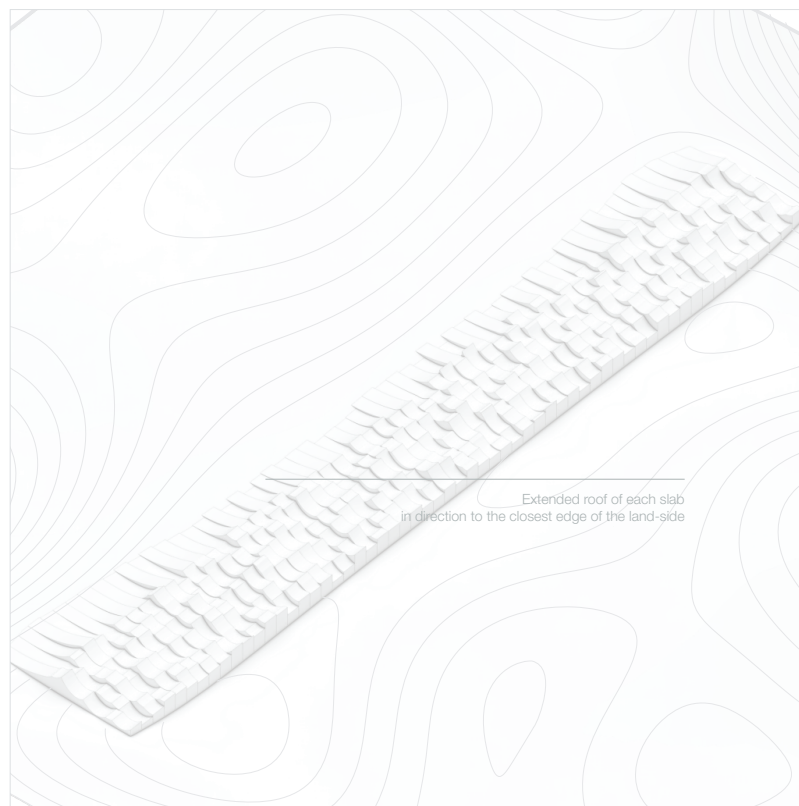 Extended roof of each slab
in direction to the closest edge of the land-side